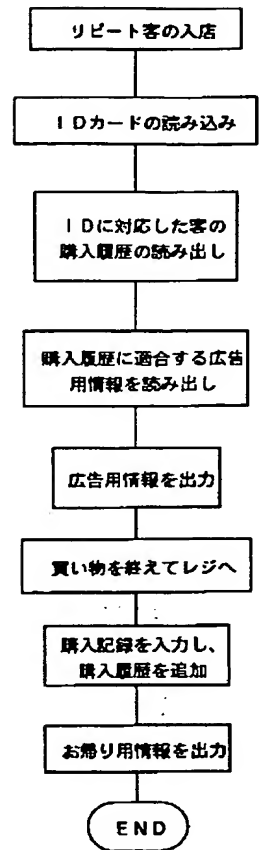 リピート客の入店
IDカードの読み込み
IDに対応した客の
購入履歴の読み出し
購入履歴に適合する広告
用情報を読み出し
広告用情報を出力
買い物を終えてレジへ
購入記録を入力し、
購入履歴を追加
お帰り用情報を出力
END